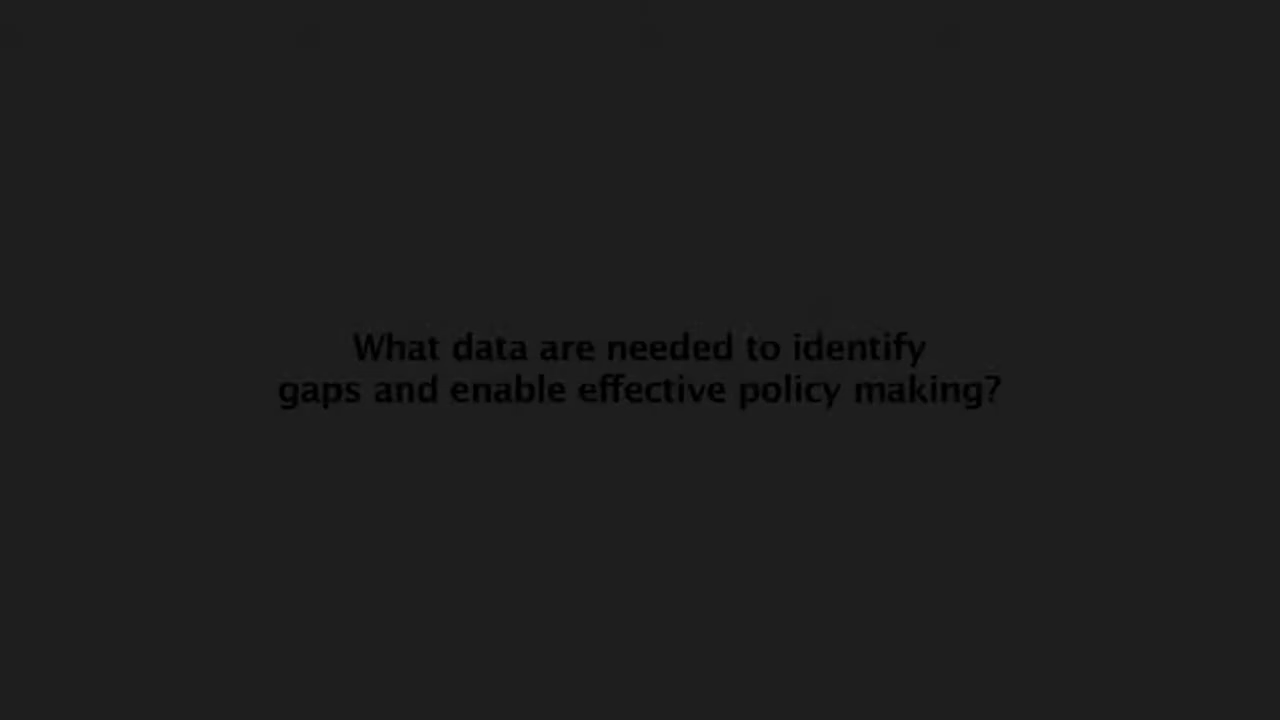 What data are needed to identify
gaps and enable effective policy making?